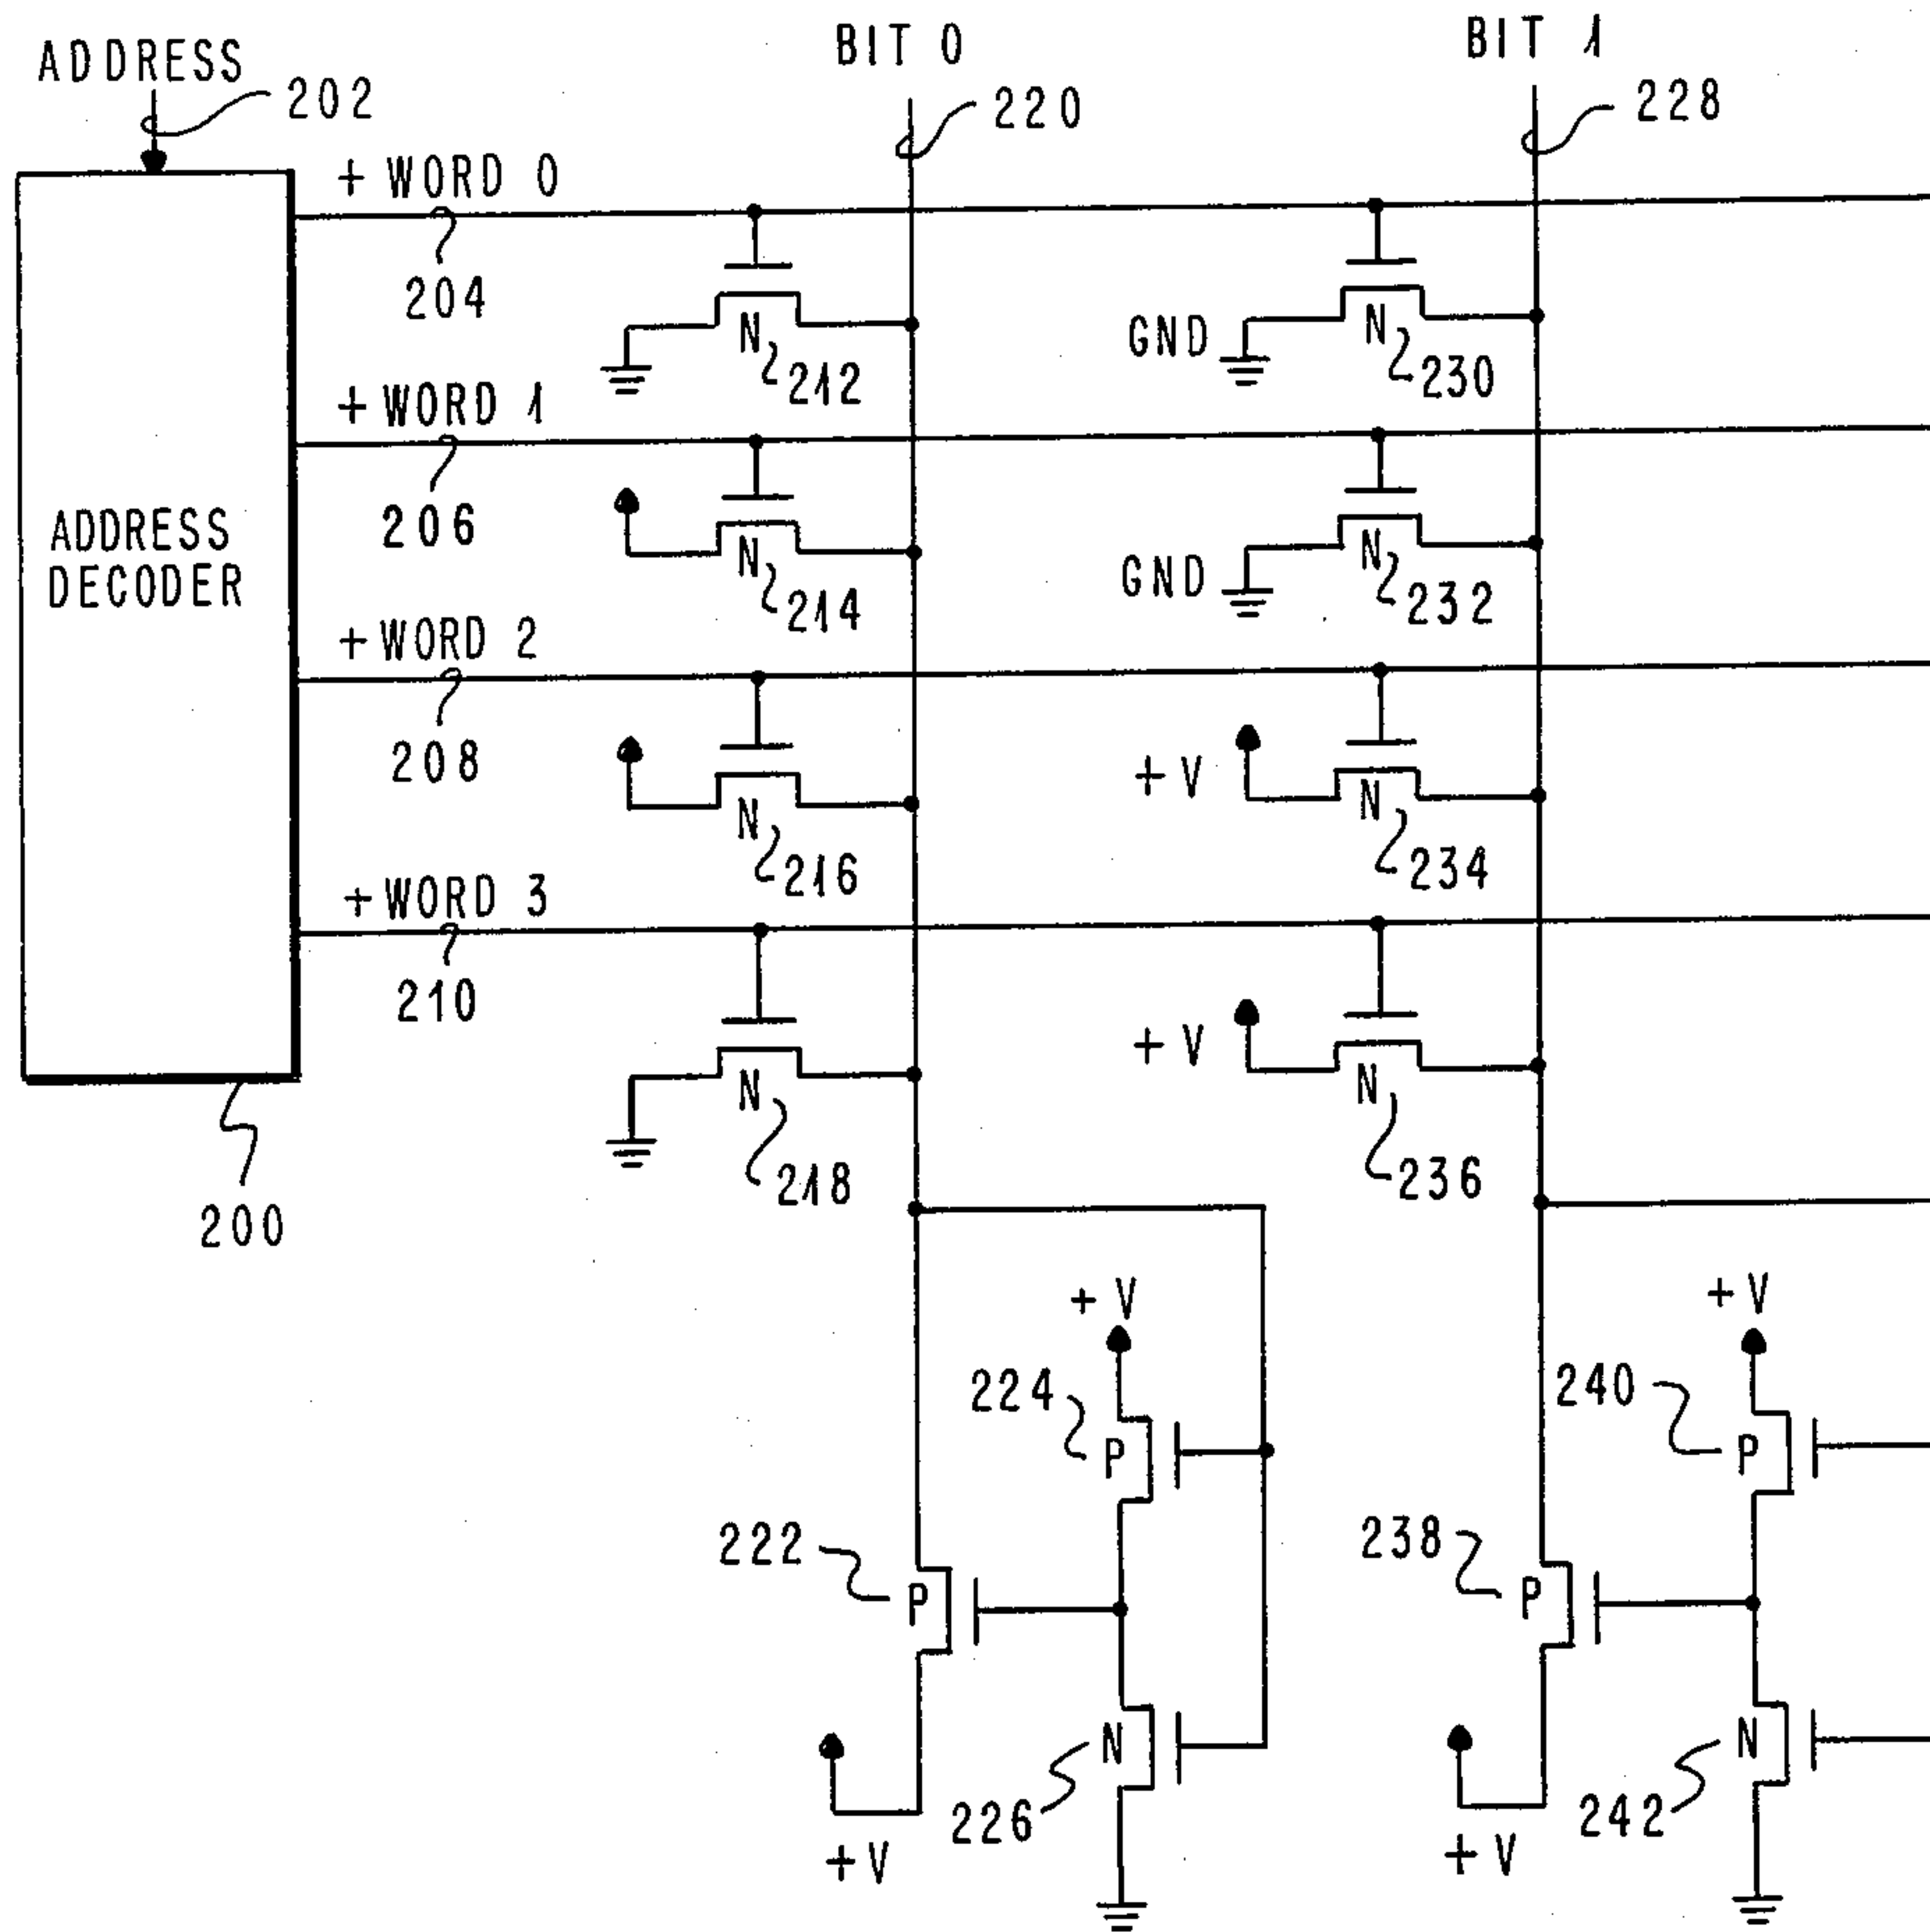 ADDRESS
202
BIT 0
220
BIT 1
228
+ WORD 0
204
N
212
GND
N
230
+ WORD 1
206
N
214
GND
N
232
ADDRESS
DECODER
+ WORD 2
208
N
216
+ V
N
234
+ WORD 3
210
N
218
+ V
N
236
200
+ V
224
P
+ V
240
P
222
P
238
P
N
226
N
242
+ V
+ V